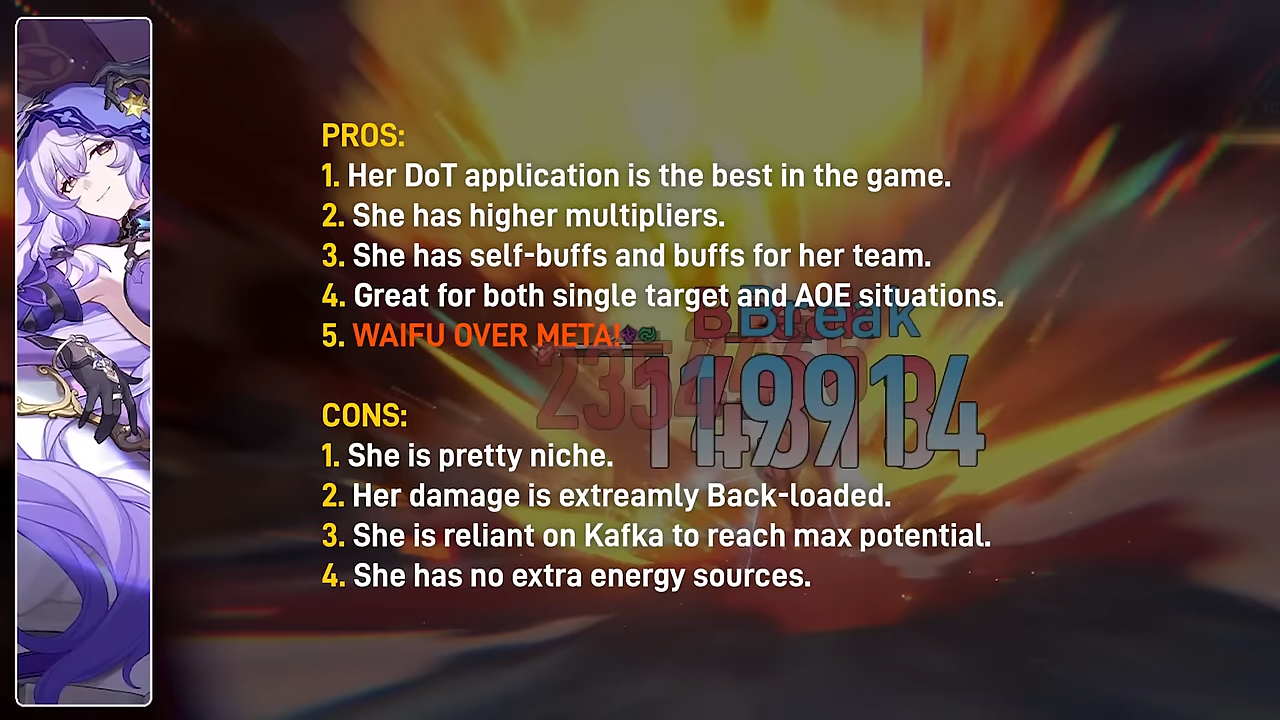 PROS:
1. Her DoT application is the best in the game.
2. She has higher multipliers.
3. She has self-buffs and buffs for her team.
4. Great for both single target and AOE situations.
5. WAIFU OVER META!
Break
CONS:
1. She is pretty niche.
2. Her damage is extreamly Back-loaded.
3. She is reliant on Kafka to reach max potential.
4. She has no extra energy sources.